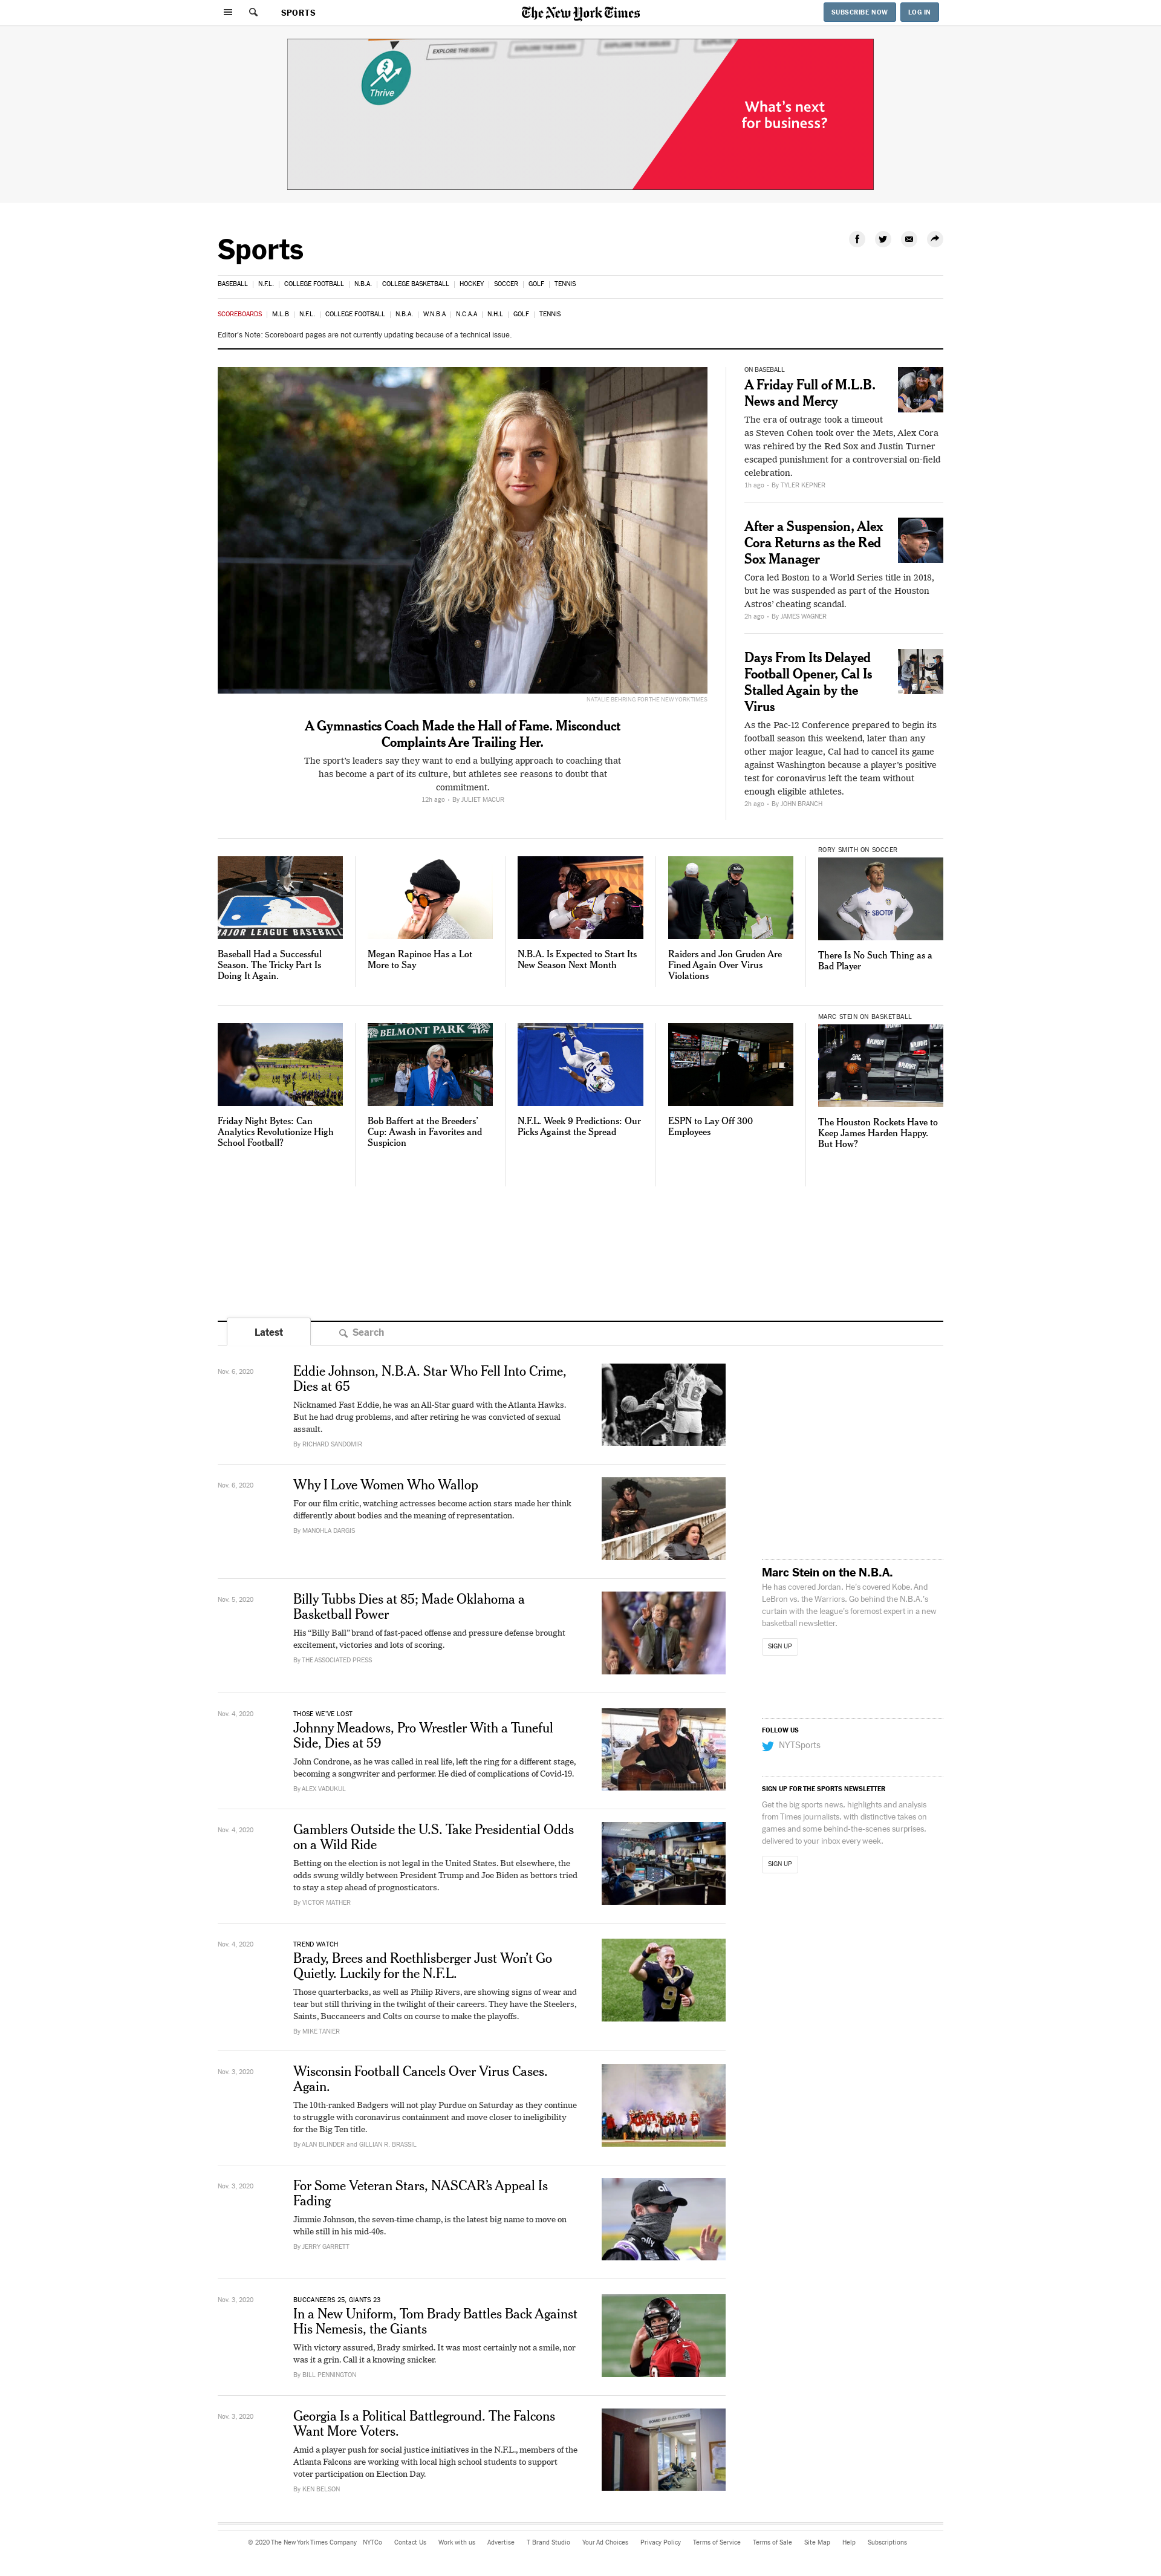 SPORTS
The New York Times
SUBSCRIBE NOW
LOG IN
EXPLORE THE ISSUES
EXPLORE THE ISSUES
EXPLORE THE ISSUES
EXPLORE
Thrive
What's next
for business?
Sports
BASEBALL | N.F.L. | COLLEGE FOOTBALL | N.B.A. | COLLEGE BASKETBALL | HOCKEY | SOCCER | GOLF | TENNIS
SCOREBOARDS | M.L.B | N.F.L. | COLLEGE FOOTBALL | N.B.A. | W.N.B.A | N.C.A.A | N.H.L | GOLF | TENNIS
Editor's Note: Scoreboard pages are not currently updating because of a technical issue.
NATALIE BEHRING FOR THE NEW YORK TIMES
A Gymnastics Coach Made the Hall of Fame. Misconduct
Complaints Are Trailing Her.
The sport's leaders say they want to end a bullying approach to coaching that
has become a part of its culture, but athletes see reasons to doubt that
commitment.
12h ago • By JULIET MACUR
ON BASEBALL
A Friday Full of M.L.B.
News and Mercy
The era of outrage took a timeout
as Steven Cohen took over the Mets, Alex Cora
was rehired by the Red Sox and Justin Turner
escaped punishment for a controversial on-field
celebration.
1h ago • By TYLER KEPNER
After a Suspension, Alex
Cora Returns as the Red
Sox Manager
Cora led Boston to a World Series title in 2018,
but he was suspended as part of the Houston
Astros' cheating scandal.
2h ago • By JAMES WAGNER
Days From Its Delayed
Football Opener, Cal Is
Stalled Again by the
Virus
As the Pac-12 Conference prepared to begin its
football season this weekend, later than any
other major league, Cal had to cancel its game
against Washington because a player's positive
test for coronavirus left the team without
enough eligible athletes.
2h ago • By JOHN BRANCH
MAJOR LEAGUE BASEBALL
Baseball Had a Successful
Season. The Tricky Part Is
Doing It Again.
Megan Rapinoe Has a Lot
More to Say
N.B.A. Is Expected to Start Its
New Season Next Month
Raiders and Jon Gruden Are
Fined Again Over Virus
Violations
RORY SMITH ON SOCCER
SBOTOP
There Is No Such Thing as a
Bad Player
Friday Night Bytes: Can
Analytics Revolutionize High
School Football?
BELMONT PARK
Bob Baffert at the Breeders'
Cup: Awash in Favorites and
Suspicion
N.F.L. Week 9 Predictions: Our
Picks Against the Spread
ESPN to Lay Off 300
Employees
MARC STEIN ON BASKETBALL
The Houston Rockets Have to
Keep James Harden Happy.
But How?
Latest
Search
Nov. 6, 2020
Eddie Johnson, N.B.A. Star Who Fell Into Crime,
Dies at 65
Nicknamed Fast Eddie, he was an All-Star guard with the Atlanta Hawks.
But he had drug problems, and after retiring he was convicted of sexual
assault.
By RICHARD SANDOMIR
Nov. 6, 2020
Why I Love Women Who Wallop
For our film critic, watching actresses become action stars made her think
differently about bodies and the meaning of representation.
By MANOHLA DARGIS
Nov. 5, 2020
Billy Tubbs Dies at 85; Made Oklahoma a
Basketball Power
His “Billy Ball” brand of fast-paced offense and pressure defense brought
excitement, victories and lots of scoring.
By THE ASSOCIATED PRESS
Nov. 4, 2020
THOSE WE'VE LOST
Johnny Meadows, Pro Wrestler With a Tuneful
Side, Dies at 59
John Condrone, as he was called in real life, left the ring for a different stage,
becoming a songwriter and performer. He died of complications of Covid-19.
By ALEX VADUKUL
Nov. 4, 2020
Gamblers Outside the U.S. Take Presidential Odds
on a Wild Ride
Betting on the election is not legal in the United States. But elsewhere, the
odds swung wildly between President Trump and Joe Biden as bettors tried
to stay a step ahead of prognosticators.
By VICTOR MATHER
Nov. 4, 2020
TREND WATCH
Brady, Brees and Roethlisberger Just Won't Go
Quietly. Luckily for the N.F.L.
Those quarterbacks, as well as Philip Rivers, are showing signs of wear and
tear but still thriving in the twilight of their careers. They have the Steelers,
Saints, Buccaneers and Colts on course to make the playoffs.
By MIKE TANIER
Nov. 3, 2020
Wisconsin Football Cancels Over Virus Cases.
Again.
The 10th-ranked Badgers will not play Purdue on Saturday as they continue
to struggle with coronavirus containment and move closer to ineligibility
for the Big Ten title.
By ALAN BLINDER and GILLIAN R. BRASSIL
Nov. 3, 2020
For Some Veteran Stars, NASCAR's Appeal Is
Fading
Jimmie Johnson, the seven-time champ, is the latest big name to move on
while still in his mid-40s.
By JERRY GARRETT
Nov. 3, 2020
BUCCANEERS 25, GIANTS 23
In a New Uniform, Tom Brady Battles Back Against
His Nemesis, the Giants
With victory assured, Brady smirked. It was most certainly not a smile, nor
was it a grin. Call it a knowing snicker.
By BILL PENNINGTON
Nov. 3, 2020
Georgia Is a Political Battleground. The Falcons
Want More Voters.
Amid a player push for social justice initiatives in the N.F.L., members of the
Atlanta Falcons are working with local high school students to support
voter participation on Election Day.
By KEN BELSON
BOARD OF ELECTIONS
Marc Stein on the N.B.A.
He has covered Jordan. He's covered Kobe. And
LeBron vs. the Warriors. Go behind the N.B.A.'s
curtain with the league's foremost expert in a new
basketball newsletter.
SIGN UP
FOLLOW US
NYTSports
SIGN UP FOR THE SPORTS NEWSLETTER
Get the big sports news, highlights and analysis
from Times journalists, with distinctive takes on
games and some behind-the-scenes surprises,
delivered to your inbox every week.
SIGN UP
© 2020 The New York Times Company NYTCo Contact Us Work with us Advertise T Brand Studio Your Ad Choices Privacy Policy Terms of Service Terms of Sale Site Map Help Subscriptions